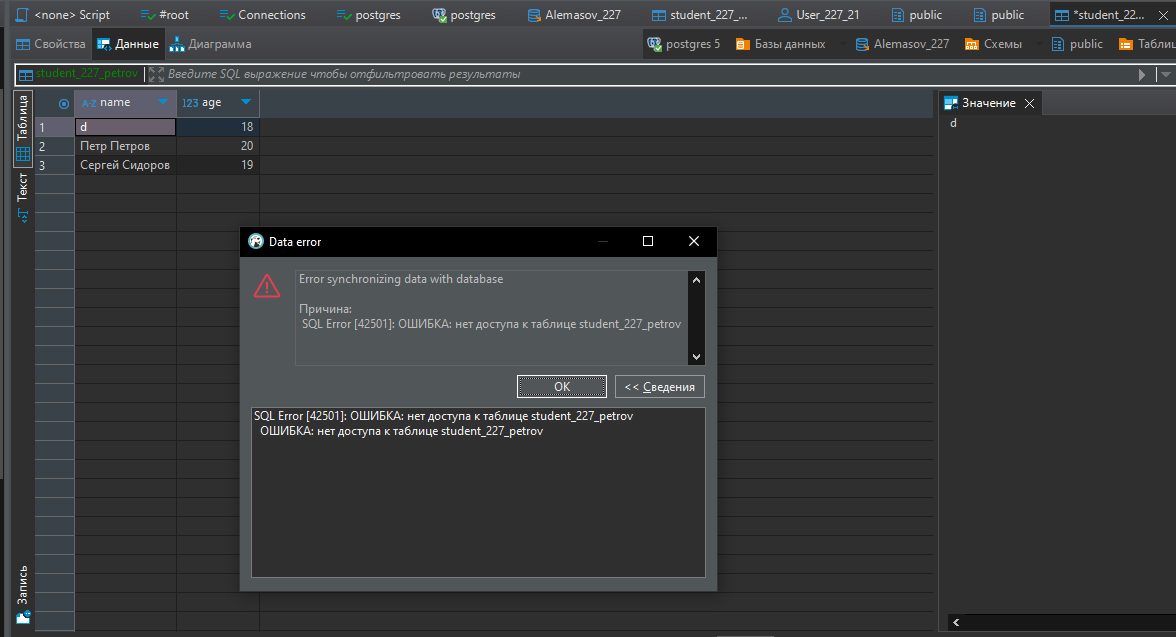 <none> Script
#root
Connections
postgres
postgres
Alemasov_227
student_227_...
User_227_21
public
public
*student_22...
Свойства
Данные
Диаграмма
postgres 5
Базы данных
Alemasov_227
Схемы
public
Таблиц
student_227_petrov
Введите SQL выражение чтобы отфильтровать результаты
Таблица
Текст
Запись
A-Z name
123 age
1 d 18
2 Петр Петров 20
3 Сергей Сидоров 19
Значение
d
Data error
Error synchronizing data with database
Причина:
SQL Error [42501]: ОШИБКА: нет доступа к таблице student_227_petrov
OK
<< Сведения
SQL Error [42501]: ОШИБКА: нет доступа к таблице student_227_petrov
ОШИБКА: нет доступа к таблице student_227_petrov